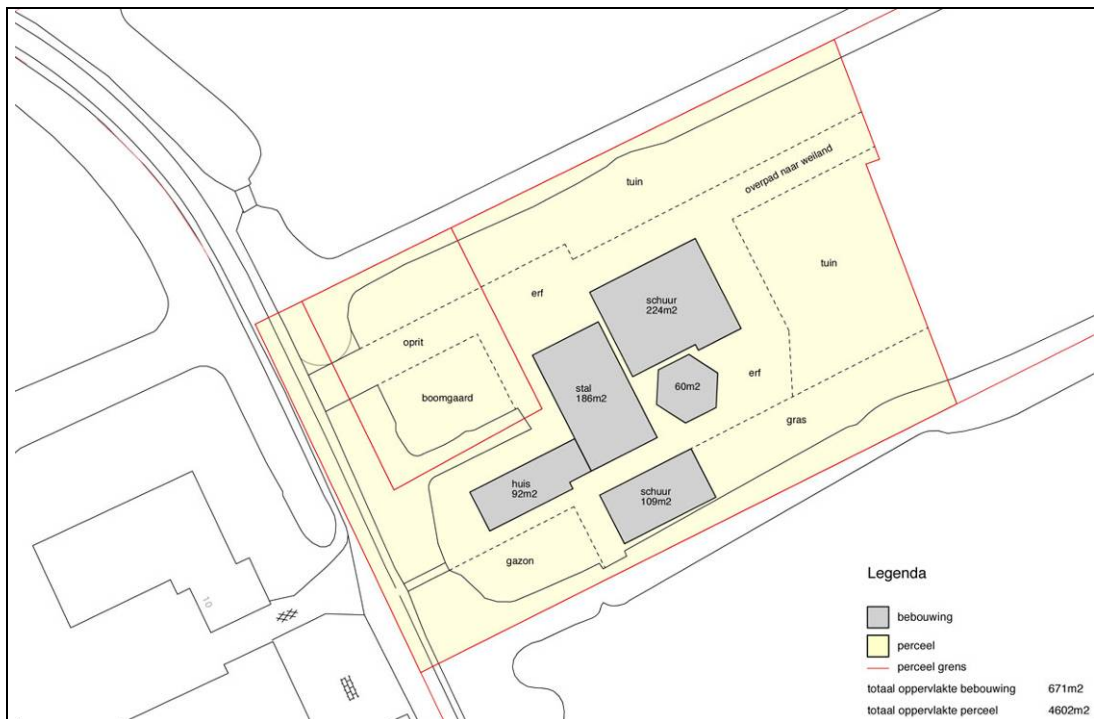 tuin
overpad naar weiland
tuin
erf
schuur
224m2
oprit
boomgaard
stal
186m2
60m2
erf
gras
huis
92m2
schuur
109m2
gazon
10
Legenda
bebouwing
perceel
perceel grens
totaal oppervlakte bebouwing 671m2
totaal oppervlakte perceel 4602m2